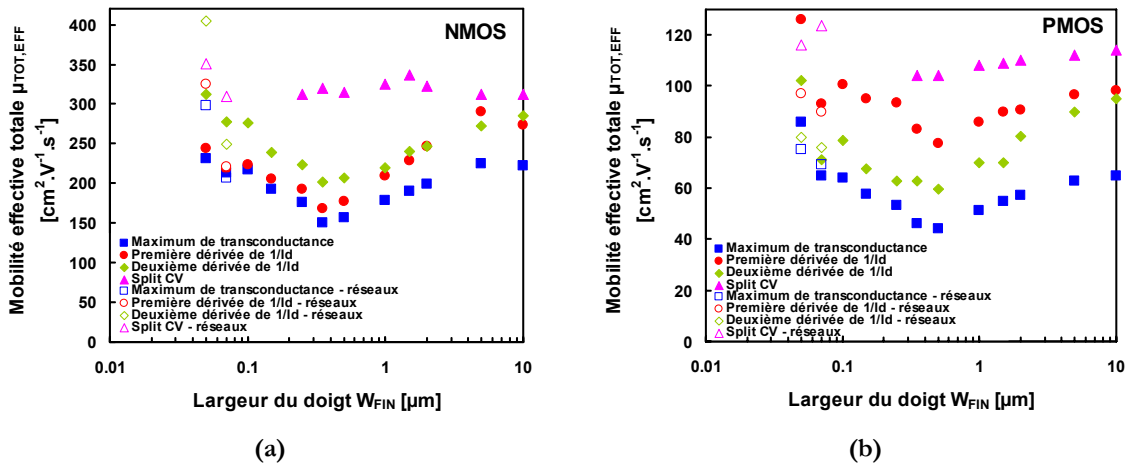 Mobilité effective totale µTOT,EFF
[cm².V⁻¹.s⁻¹]
400
350
300
250
200
150
100
50
0
NMOS
Maximum de transconductance
Première dérivée de 1/Id
Deuxième dérivée de 1/Id
Split CV
Maximum de transconductance - réseaux
Première dérivée de 1/Id - réseaux
Deuxième dérivée de 1/Id - réseaux
Split CV - réseaux
0.01 0.1 1 10
Largeur du doigt WFIN [µm]
(a)
Mobilité effective totale µTOT,EFF
[cm².V⁻¹.s⁻¹]
120
100
80
60
40
20
0
PMOS
Maximum de transconductance
Première dérivée de 1/Id
Deuxième dérivée de 1/Id
Split CV
Maximum de transconductance - réseaux
Première dérivée de 1/Id - réseaux
Deuxième dérivée de 1/Id - réseaux
Split CV - réseaux
0.01 0.1 1 10
Largeur du doigt WFIN [µm]
(b)